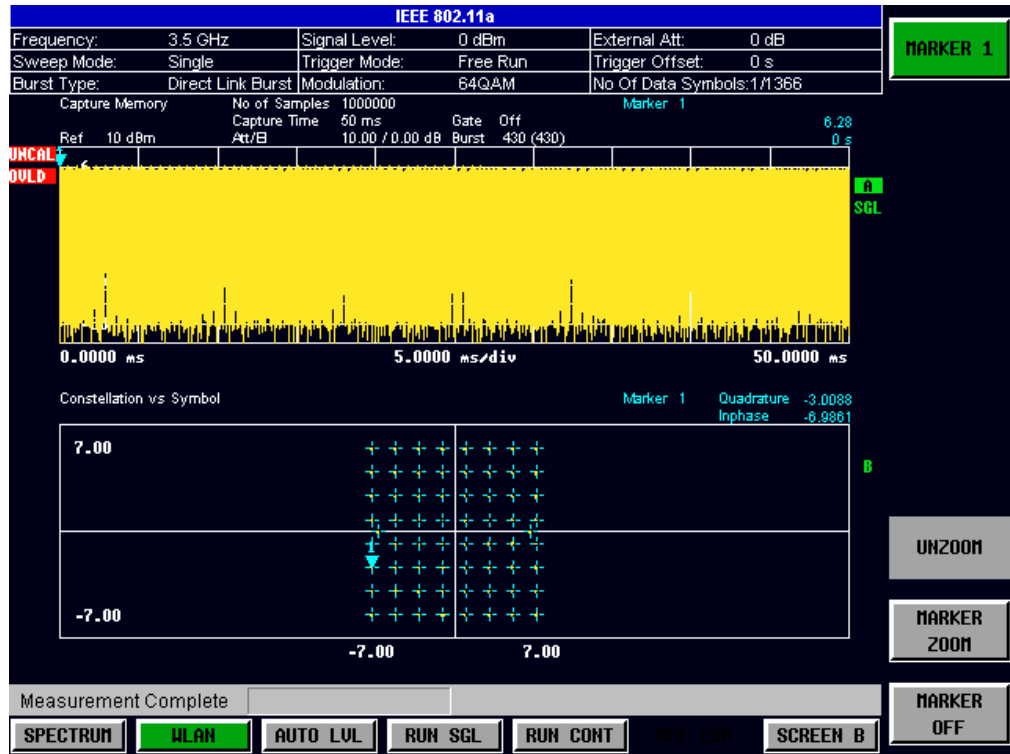 IEEE 802.11a
Frequency: 3.5 GHz Signal Level: 0 dBm External Att: 0 dB
Sweep Mode: Single Trigger Mode: Free Run Trigger Offset: 0 s
Burst Type: Direct Link Burst Modulation: 64QAM No Of Data Symbols:1/1366
MARKER 1
Capture Memory No of Samples 1000000 Marker 1
Capture Time 50 ms Gate Off 6.28
Ref 10 dBm Att/El 10.00 / 0.00 dB Burst 430 (430) 0 s
UNCAL
1
OVLD
A
SGL
0.0000 ms 5.0000 ms/div 50.0000 ms
Constellation vs Symbol Marker 1 Quadrature -3.0088
Inphase -6.9861
7.00
B
1
UNZOOM
-7.00
MARKER
ZOOM
-7.00 7.00
Measurement Complete
MARKER
OFF
SPECTRUM WLAN AUTO LVL RUN SGL RUN CONT SCREEN B